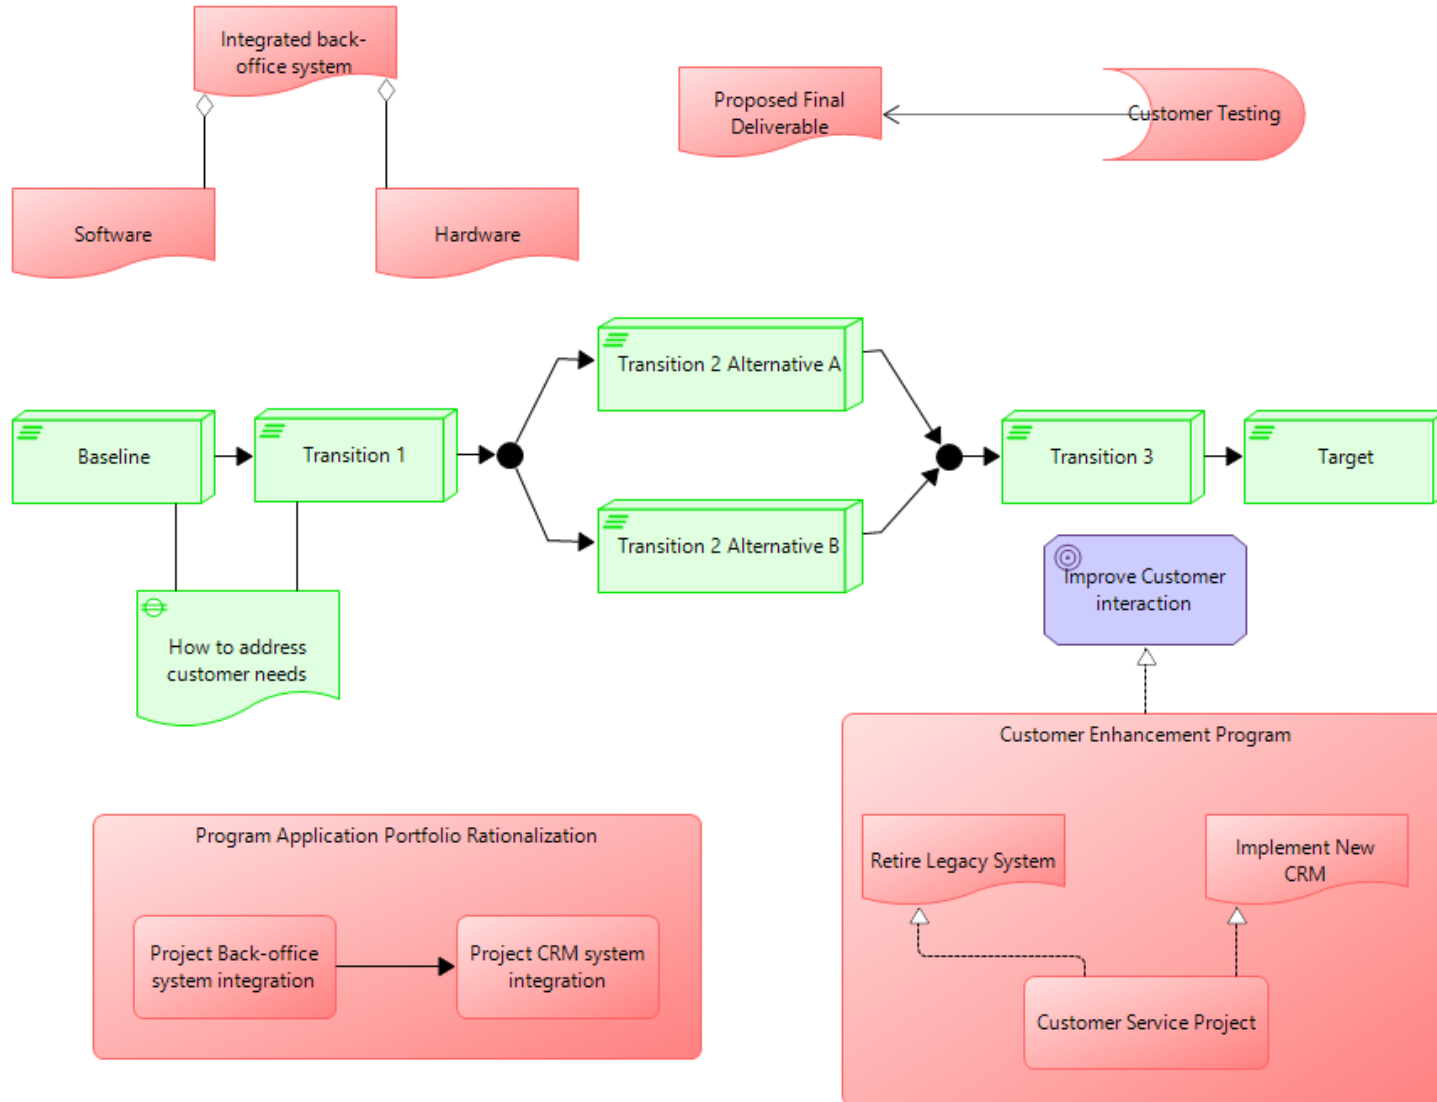 Integrated back-
office system
Proposed Final
Deliverable
Customer Testing
Software
Hardware
Transition 2 Alternative A
Baseline
Transition 1
Transition 3
Target
Transition 2 Alternative B
Improve Customer
interaction
How to address
customer needs
Customer Enhancement Program
Program Application Portfolio Rationalization
Retire Legacy System
Implement New
CRM
Project Back-office
system integration
Project CRM system
integration
Customer Service Project